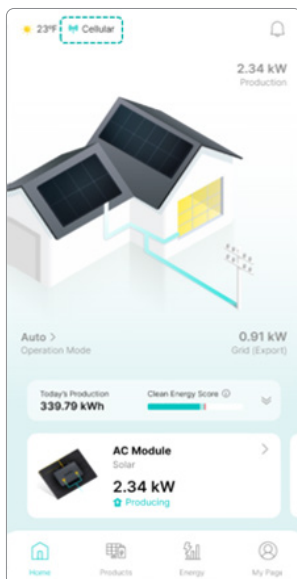 23°F Cellular
2.34 kW
Production
Auto >
Operation Mode
0.91 kW
Grid (Export)
Today's Production
339.79 kWh
Clean Energy Score
AC Module
Solar
2.34 kW
Producing
Home
Products
Energy
My Page